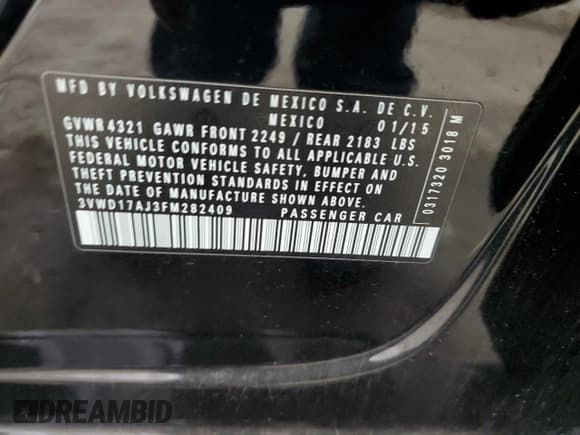 MFD BY VOLKSWAGEN DE MEXICO S.A. DE C.V.
MEXICO 01/15
GVWR 4321 GAWR FRONT 2249 / REAR 2183 LBS
THIS VEHICLE CONFORMS TO ALL APPLICABLE U.S.
FEDERAL MOTOR VEHICLE SAFETY, BUMPER AND
THEFT PREVENTION STANDARDS IN EFFECT ON
THE DATE OF MANUFACTURE SHOWN ABOVE.
3VWD17AJ3FM282409 PASSENGER CAR
0317320 3018 M
DREAMBID